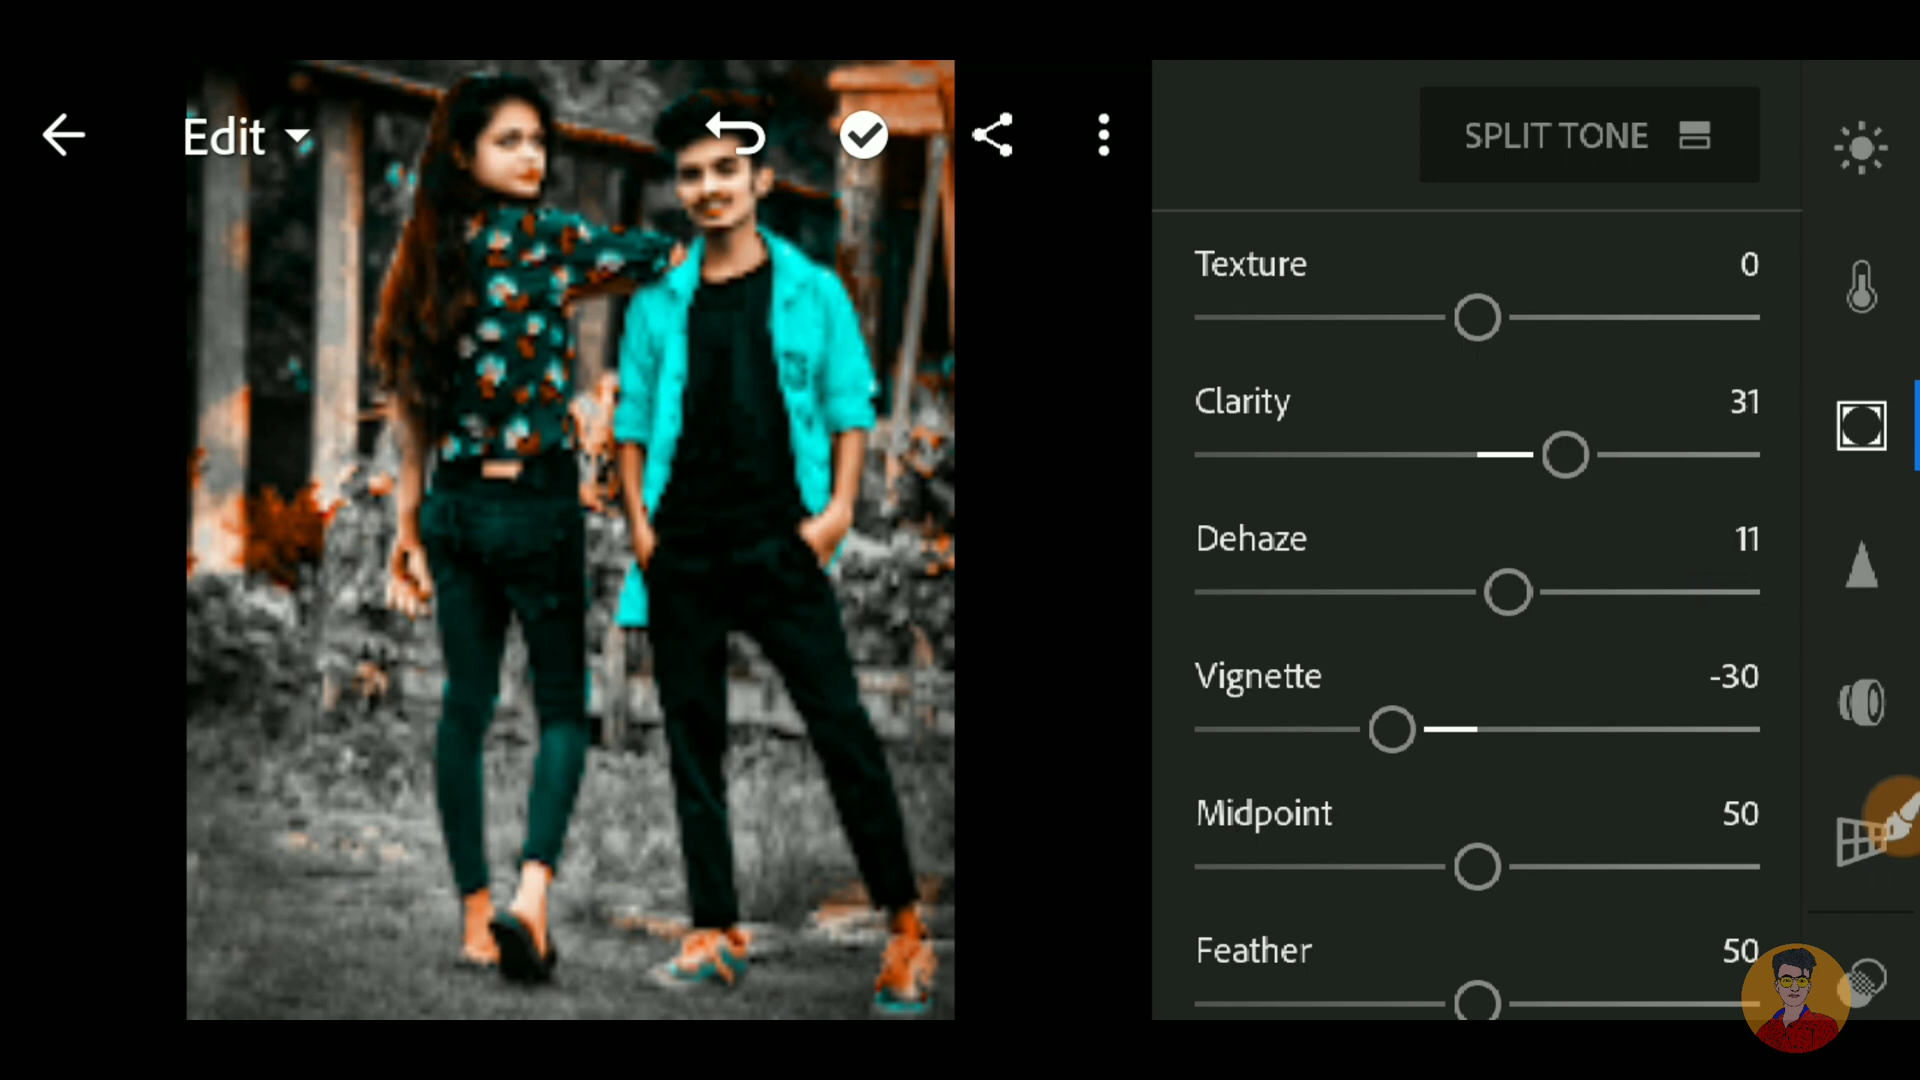 Edit
SPLIT TONE
Texture 0
Clarity 31
Dehaze 11
Vignette -30
Midpoint 50
Feather 50